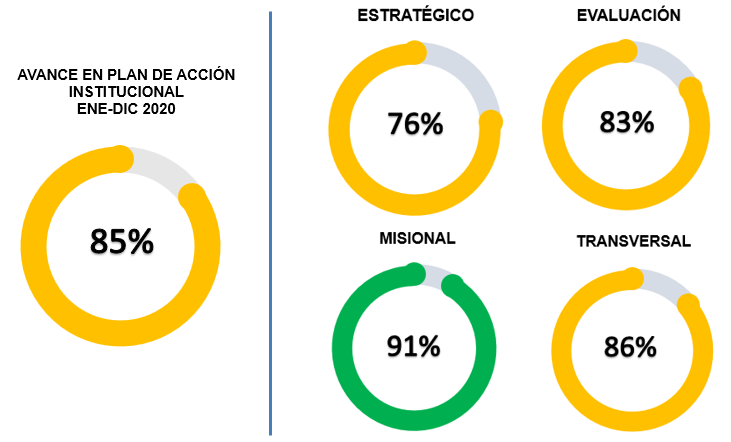 AVANCE EN PLAN DE ACCIÓN
INSTITUCIONAL
ENE-DIC 2020
85%
ESTRATÉGICO
76%
EVALUACIÓN
83%
MISIONAL
91%
TRANSVERSAL
86%